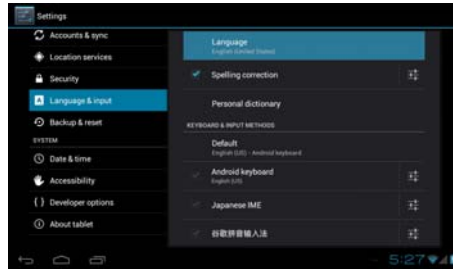 Settings
Accounts & sync
Location services
Security
Language & input
Backup & reset
SYSTEM
Date & time
Accessibility
Developer options
About tablet
Language
English (United States)
Spelling correction
Personal dictionary
KEYBOARD & INPUT METHODS
Default
English (US) - Android keyboard
Android keyboard
English (US)
Japanese IME
谷歌拼音输入法
5:27